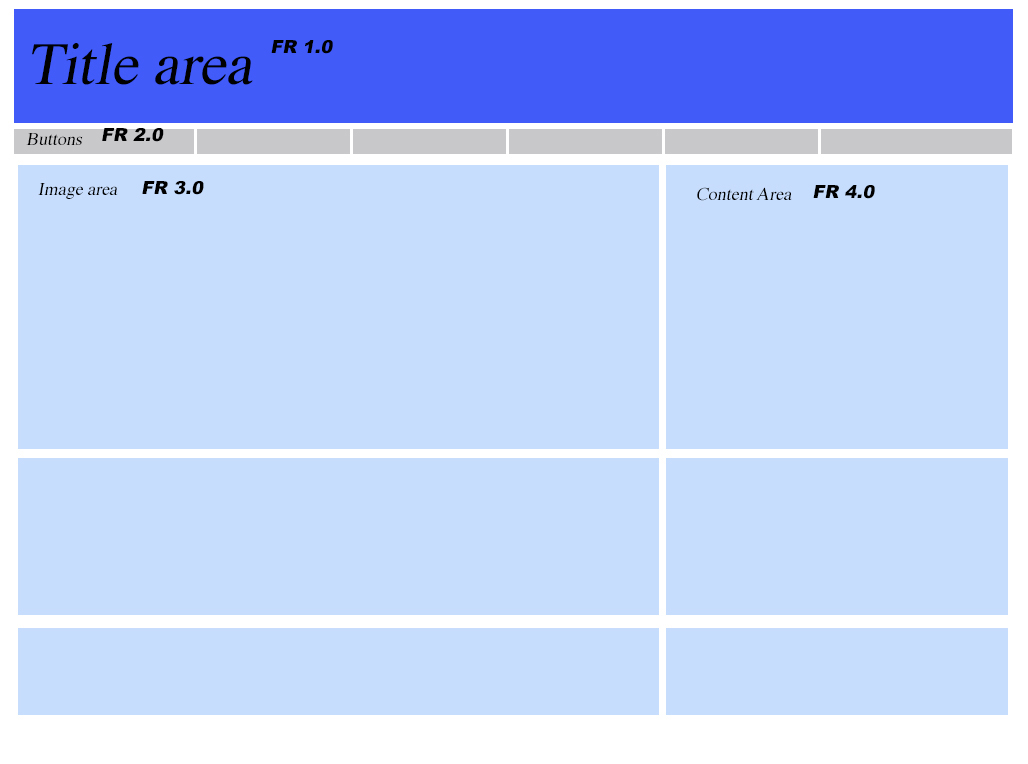 Title area FR 1.0
Buttons FR 2.0
Image area FR 3.0
Content Area FR 4.0